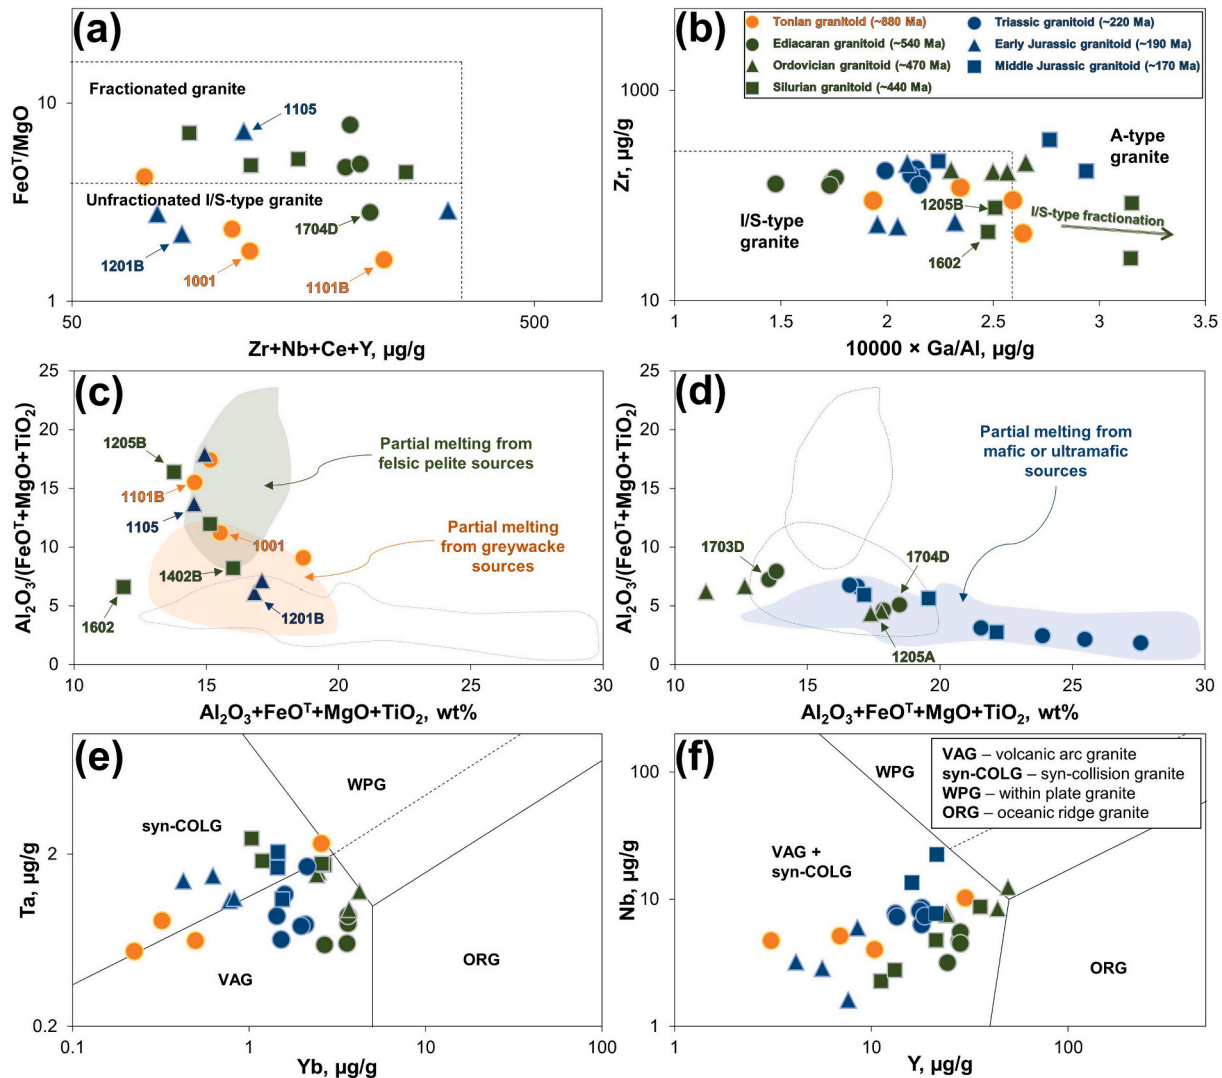 (a)
FeOᵀ/MgO
10
1
Fractionated granite
1105
Unfractionated I/S-type granite
1704D
1201B
1001
1101B
50
500
Zr+Nb+Ce+Y, µg/g
(b)
Tonian granitoid (~880 Ma)
Triassic granitoid (~220 Ma)
Ediacaran granitoid (~540 Ma)
Early Jurassic granitoid (~190 Ma)
Ordovician granitoid (~470 Ma)
Middle Jurassic granitoid (~170 Ma)
Silurian granitoid (~440 Ma)
Zr, µg/g
1000
100
10
A-type
granite
I/S-type
granite
1205B
I/S-type fractionation
1602
1
1.5
2
2.5
3
3.5
10000 × Ga/Al, µg/g
(c)
Al₂O₃/(FeOᵀ+MgO+TiO₂)
25
20
15
10
5
0
1205B
Partial melting from
felsic pelite sources
1101B
1105
1001
Partial melting
from greywacke
sources
1402B
1602
1201B
10
15
20
25
30
Al₂O₃+FeOᵀ+MgO+TiO₂, wt%
(d)
Al₂O₃/(FeOᵀ+MgO+TiO₂)
25
20
15
10
5
0
Partial melting from
mafic or ultramafic
sources
1703D
1704D
1205A
10
15
20
25
30
Al₂O₃+FeOᵀ+MgO+TiO₂, wt%
(e)
Ta, µg/g
2
0.2
WPG
syn-COLG
VAG
ORG
0.1
1
10
100
Yb, µg/g
(f)
VAG – volcanic arc granite
syn-COLG – syn-collision granite
WPG – within plate granite
ORG – oceanic ridge granite
Nb, µg/g
100
10
1
WPG
VAG +
syn-COLG
ORG
1
10
100
Y, µg/g